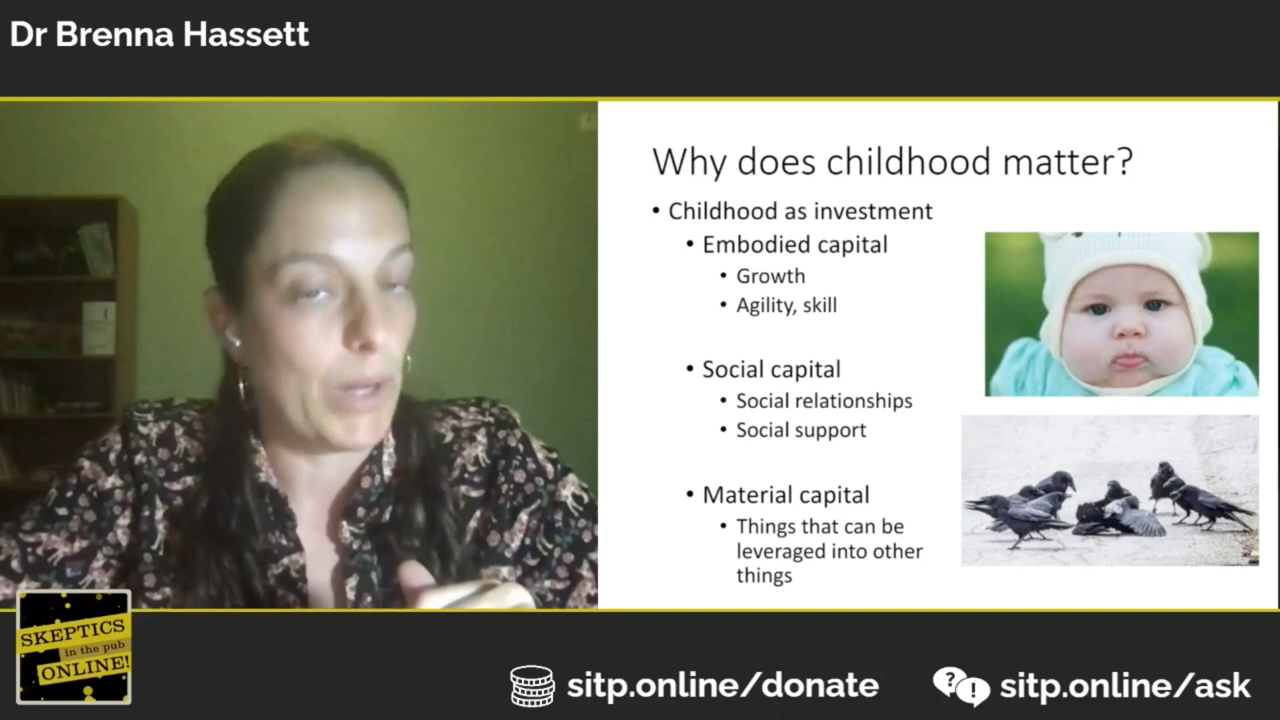 Dr Brenna Hassett
Why does childhood matter?
• Childhood as investment
• Embodied capital
• Growth
• Agility, skill
• Social capital
• Social relationships
• Social support
• Material capital
• Things that can be
leveraged into other
things
SKEPTICS
in the pub
ONLINE!
sitp.online/donate
? !
sitp.online/ask